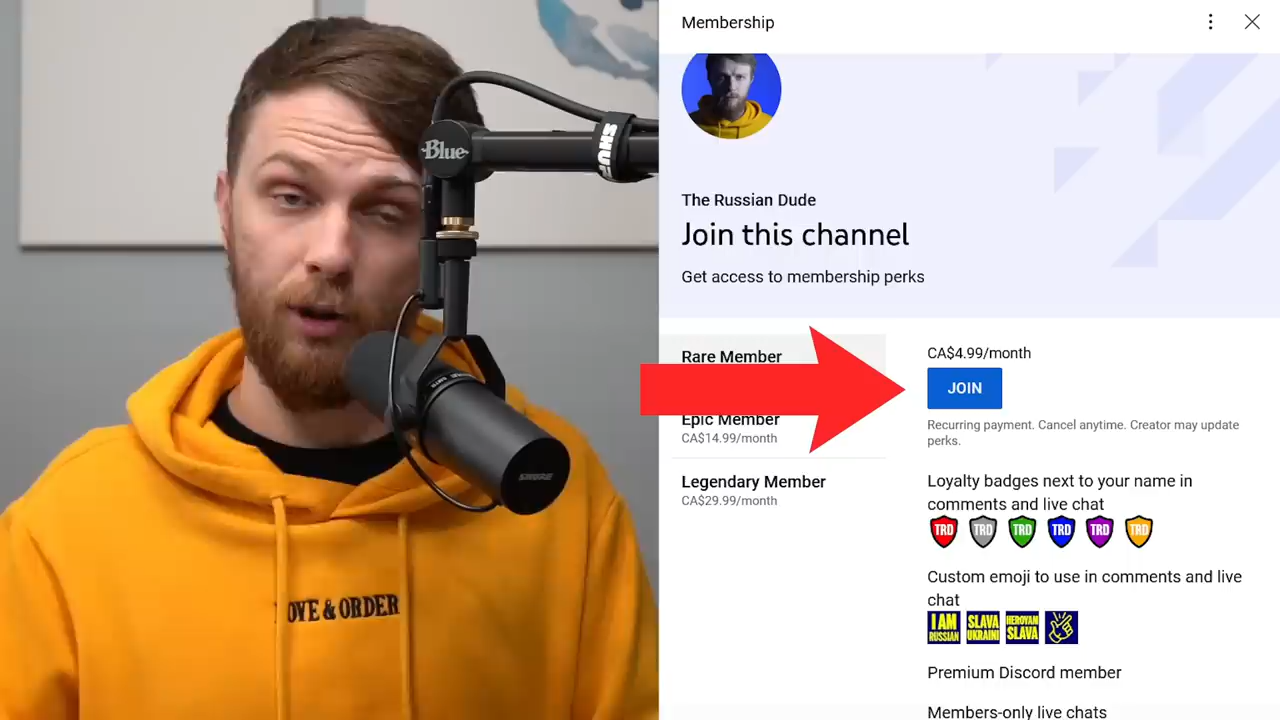 Blue
SHURE
LOVE & ORDER
Membership
The Russian Dude
Join this channel
Get access to membership perks
Rare Member
Epic Member
CA$14.99/month
Legendary Member
CA$29.99/month
CA$4.99/month
JOIN
Recurring payment. Cancel anytime. Creator may update
perks.
Loyalty badges next to your name in
comments and live chat
TRD TRD TRD TRD TRD TRD
Custom emoji to use in comments and live
chat
I AM RUSSIAN SLAVA UKRAINI HEROYAM SLAVA
Premium Discord member
Members-only live chats